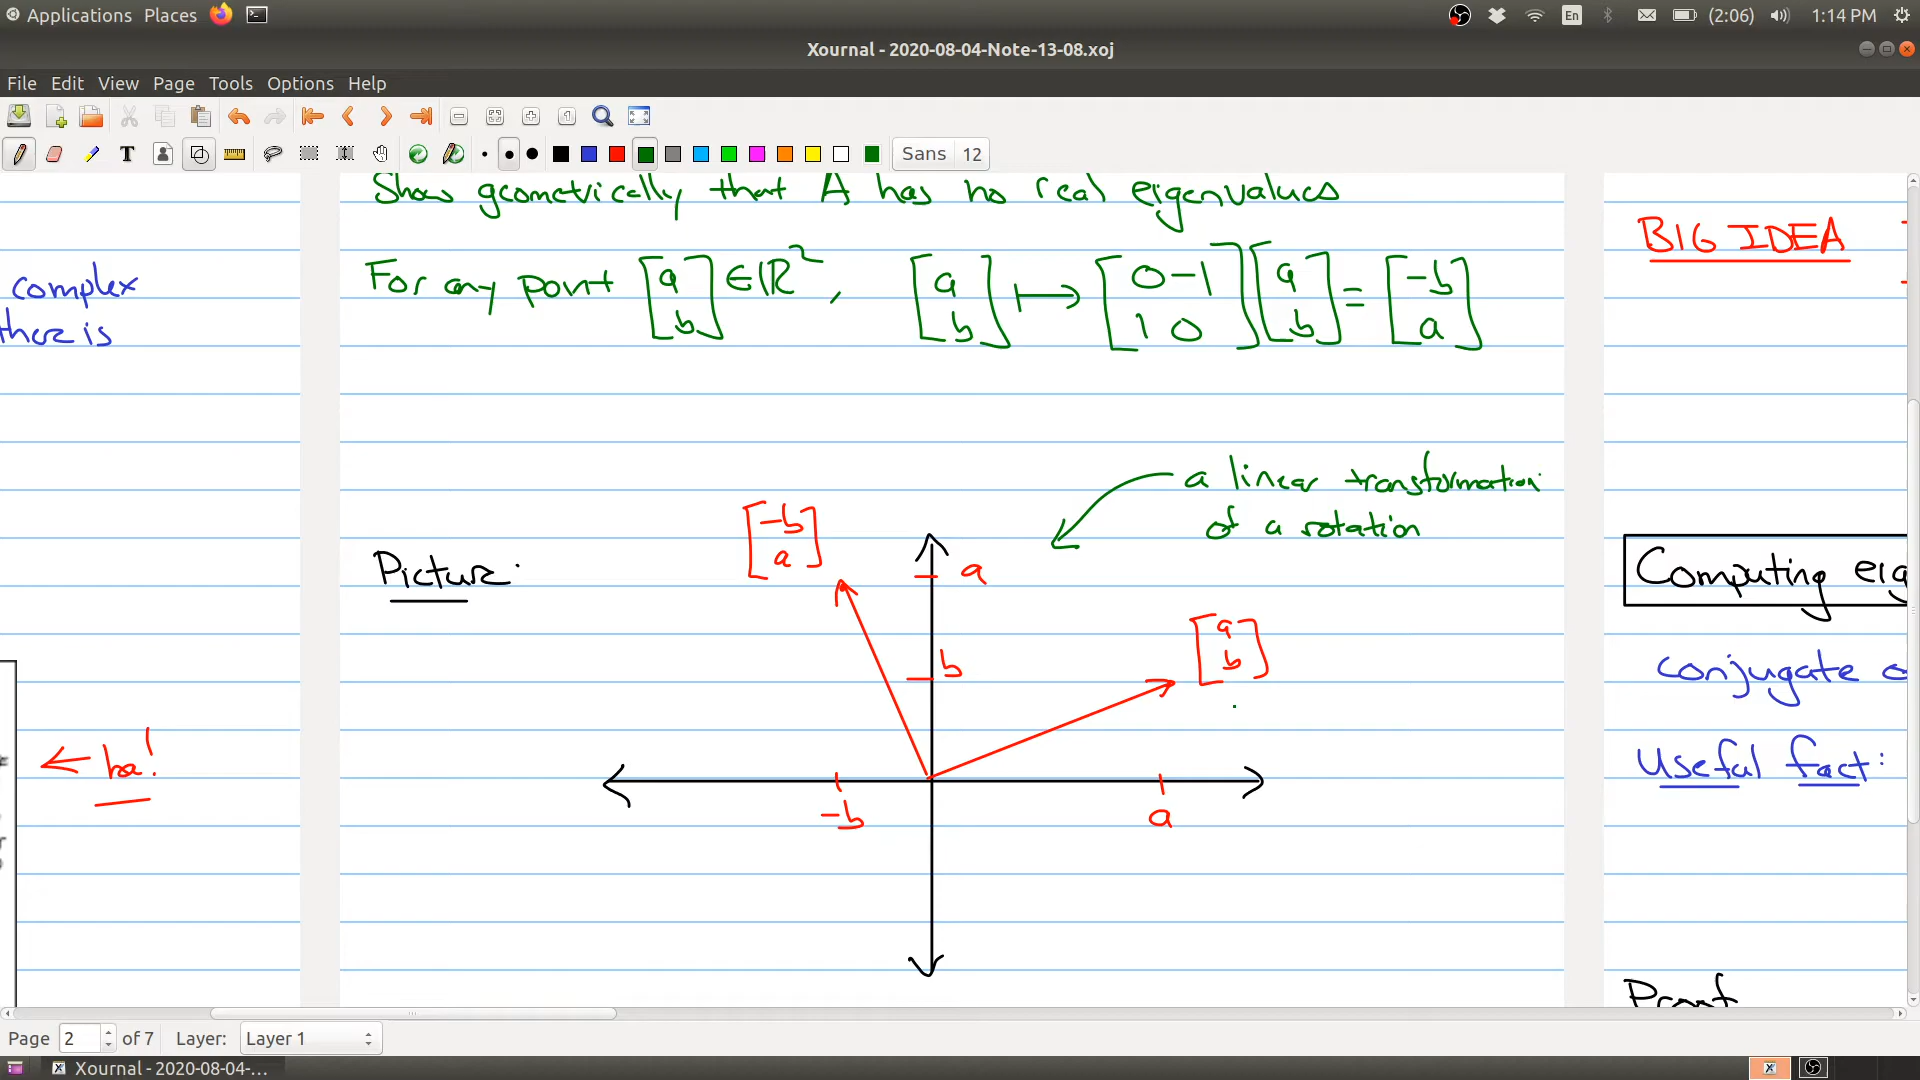 Applications Places En (2:06) 1:14 PM
Xournal - 2020-08-04-Note-13-08.xoj
File Edit View Page Tools Options Help
T Sans 12
Show geometrically that A has no real eigenvalues
For any point [a b] ∈ ℝ², [a b] ↦ [0 -1 1 0] [a b] = [-b a]
a linear transformation
of a rotation
Picture:
[-b a]
a
b
[a b]
-b
a
complex
there is
ha!
BIG IDEA
Computing eig
conjugate
Useful fact:
Proof
Page 2 of 7 Layer: Layer 1
Xournal - 2020-08-04-...